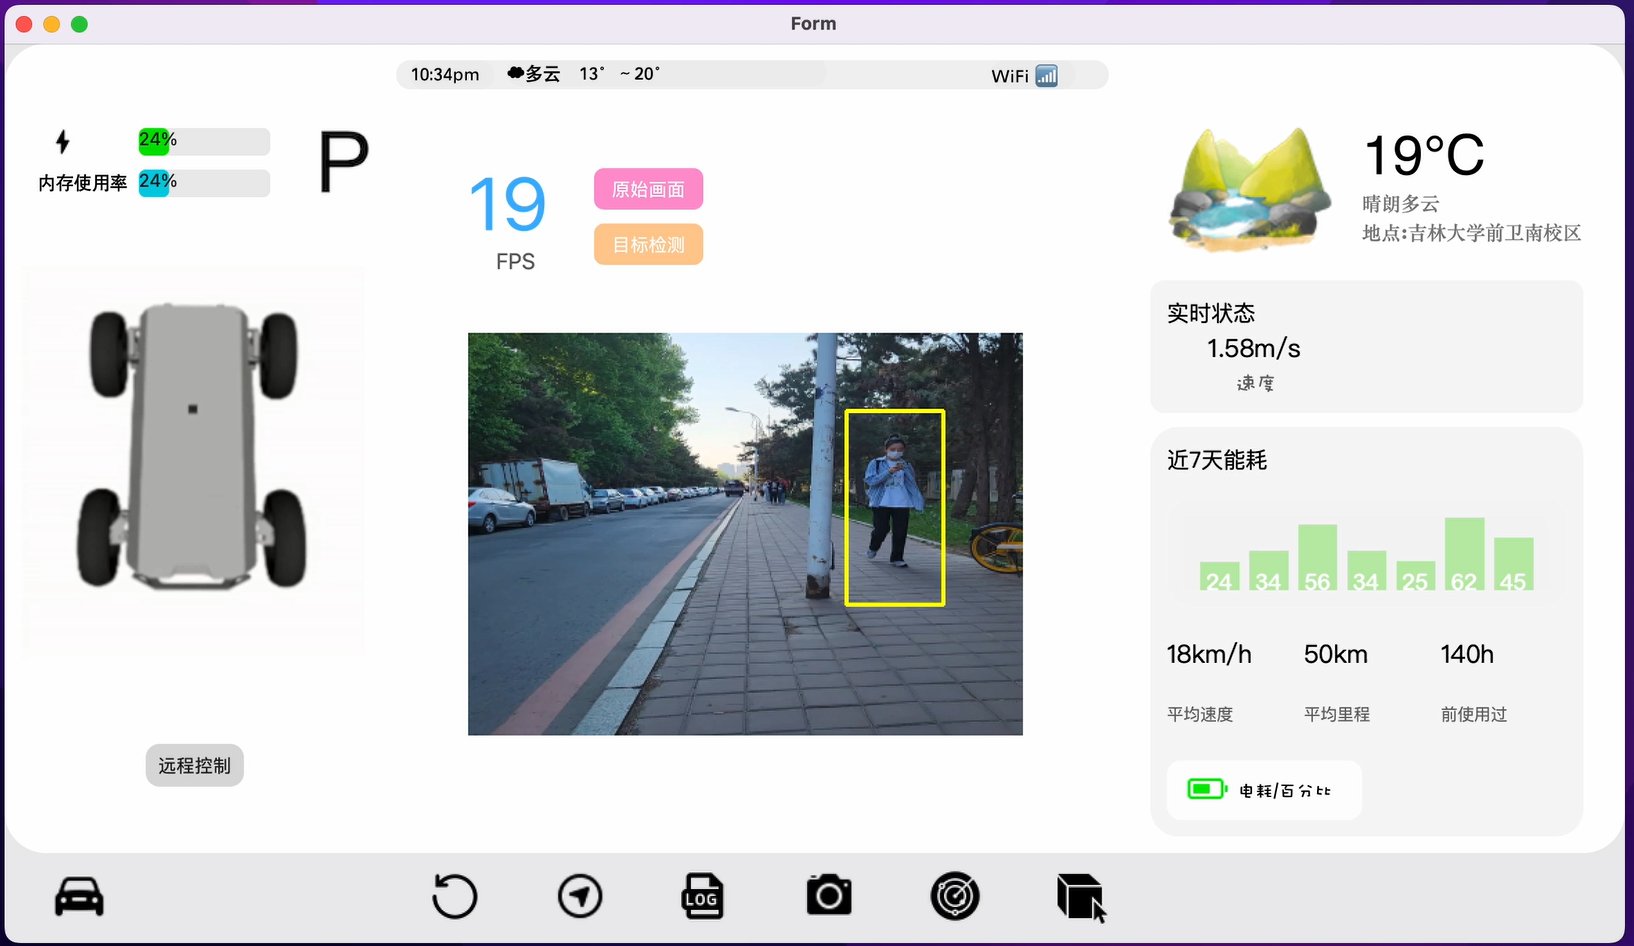 Form
10:34pm 多云 13° ~ 20° WiFi
24%
内存使用率 24%
P
19
FPS
原始画面
目标检测
19°C
晴朗多云
地点:吉林大学前卫南校区
实时状态
1.58m/s
速度
近7天能耗
24 34 56 34 25 62 45
18km/h 50km 140h
平均速度 平均里程 前使用过
电耗/百分比
远程控制
LOG